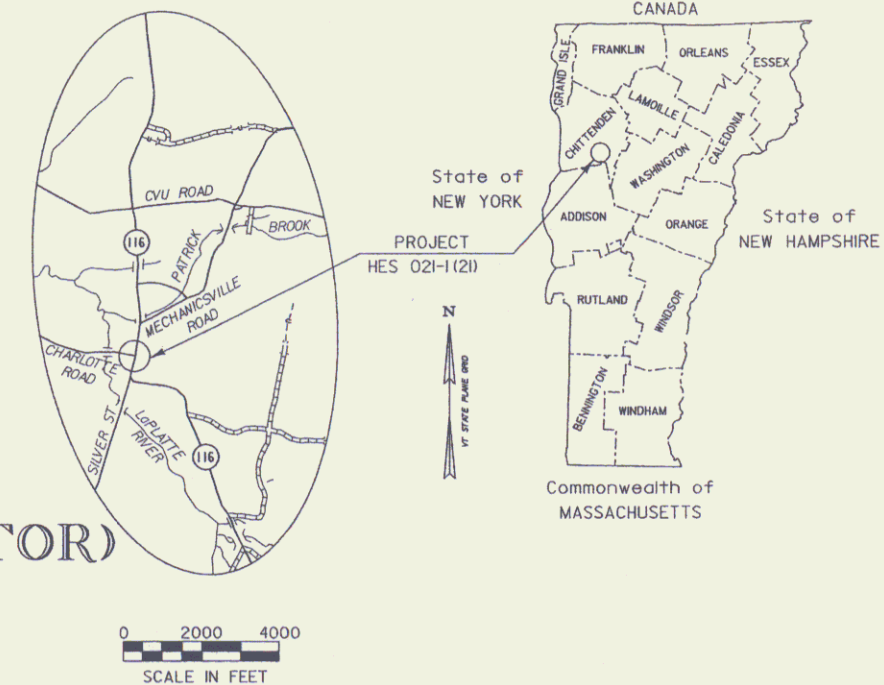 CANADA
FRANKLIN
ORLEANS
ESSEX
GRAND ISLE
LAMOILLE
CALEDONIA
CHITTENDEN
WASHINGTON
State of
NEW YORK
ADDISON
ORANGE
State of
NEW HAMPSHIRE
RUTLAND
WINDSOR
BENNINGTON
WINDHAM
Commonwealth of
MASSACHUSETTS
PROJECT
HES 021-1(21)
N
VT STATE PLANE GRID
CVU ROAD
116
PATRICK
BROOK
MECHANICSVILLE
ROAD
CHARLOTTE
ROAD
SILVER ST
LaPLATTE
RIVER
116
TOR)
0 2000 4000
SCALE IN FEET